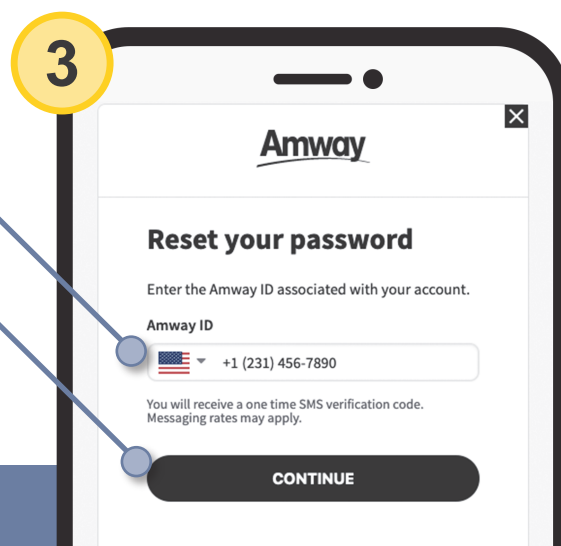 3
Amway
Reset your password
Enter the Amway ID associated with your account.
Amway ID
+1 (231) 456-7890
You will receive a one time SMS verification code.
Messaging rates may apply.
CONTINUE